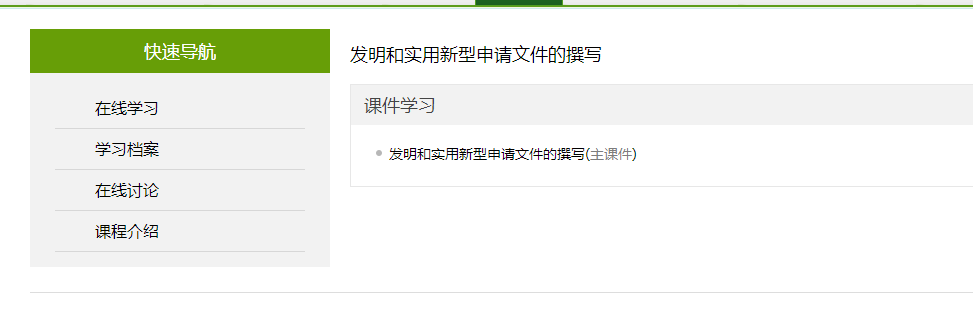 快速导航
在线学习
学习档案
在线讨论
课程介绍
发明和实用新型申请文件的撰写
课件学习
发明和实用新型申请文件的撰写(主课件)